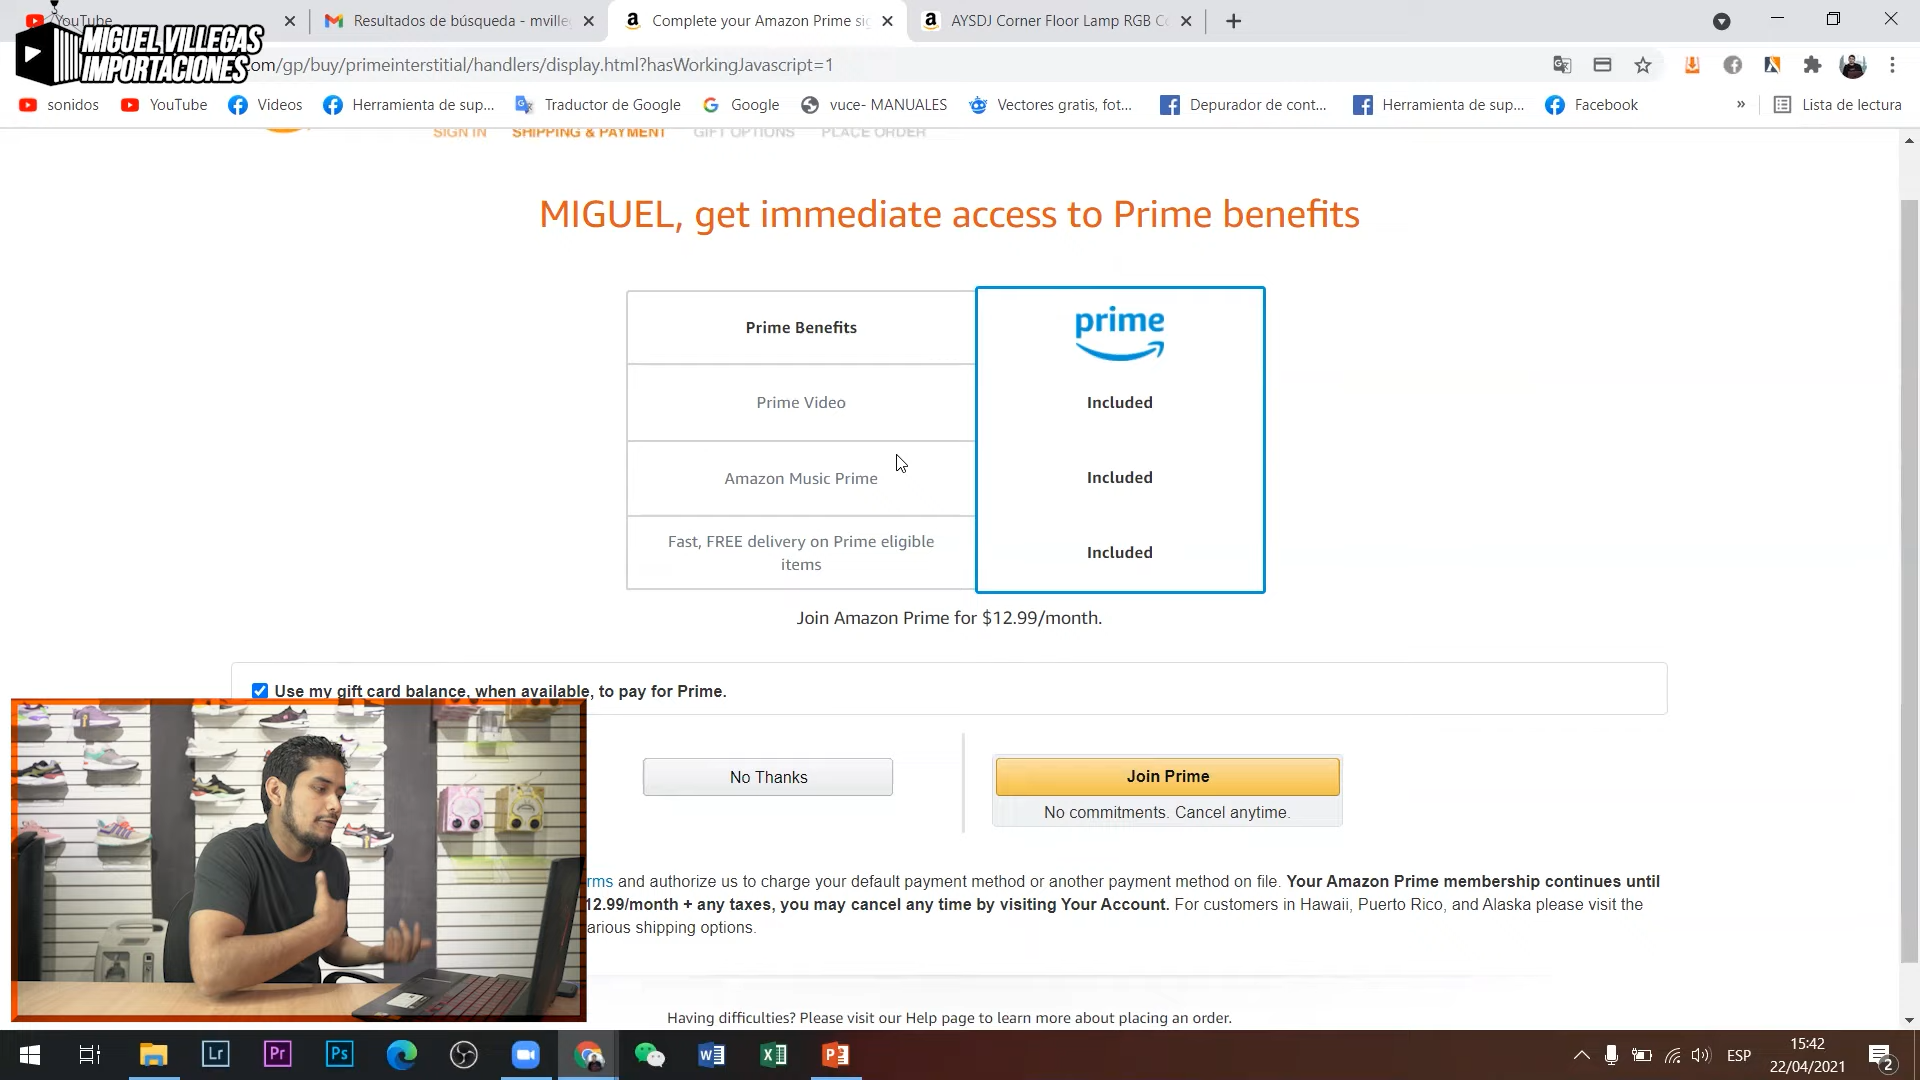 YouTube
Resultados de búsqueda - mville
Complete your Amazon Prime si
AYSDJ Corner Floor Lamp RGB Co
MIGUEL VILLEGAS
IMPORTACIONES
om/gp/buy/primeinterstitial/handlers/display.html?hasWorkingJavascript=1
sonidos
YouTube
Videos
Herramienta de sup...
Traductor de Google
Google
vuce- MANUALES
Vectores gratis, fot...
Depurador de cont...
Herramienta de sup...
Facebook
»
Lista de lectura
SIGN IN SHIPPING & PAYMENT GIFT OPTIONS PLACE ORDER
MIGUEL, get immediate access to Prime benefits
Prime Benefits
prime
Prime Video
Included
Amazon Music Prime
Included
Fast, FREE delivery on Prime eligible
items
Included
Join Amazon Prime for $12.99/month.
Use my gift card balance, when available, to pay for Prime.
No Thanks
Join Prime
No commitments. Cancel anytime.
rms and authorize us to charge your default payment method or another payment method on file. Your Amazon Prime membership continues until
12.99/month + any taxes, you may cancel any time by visiting Your Account. For customers in Hawaii, Puerto Rico, and Alaska please visit the
arious shipping options.
Having difficulties? Please visit our Help page to learn more about placing an order.
Lr
Pr
Ps
ESP
15:42
22/04/2021
2